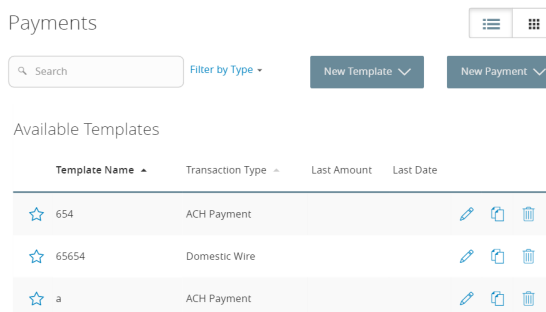 Payments
Search
Filter by Type
New Template
New Payment
Available Templates
Template Name Transaction Type Last Amount Last Date
654 ACH Payment
65654 Domestic Wire
a ACH Payment